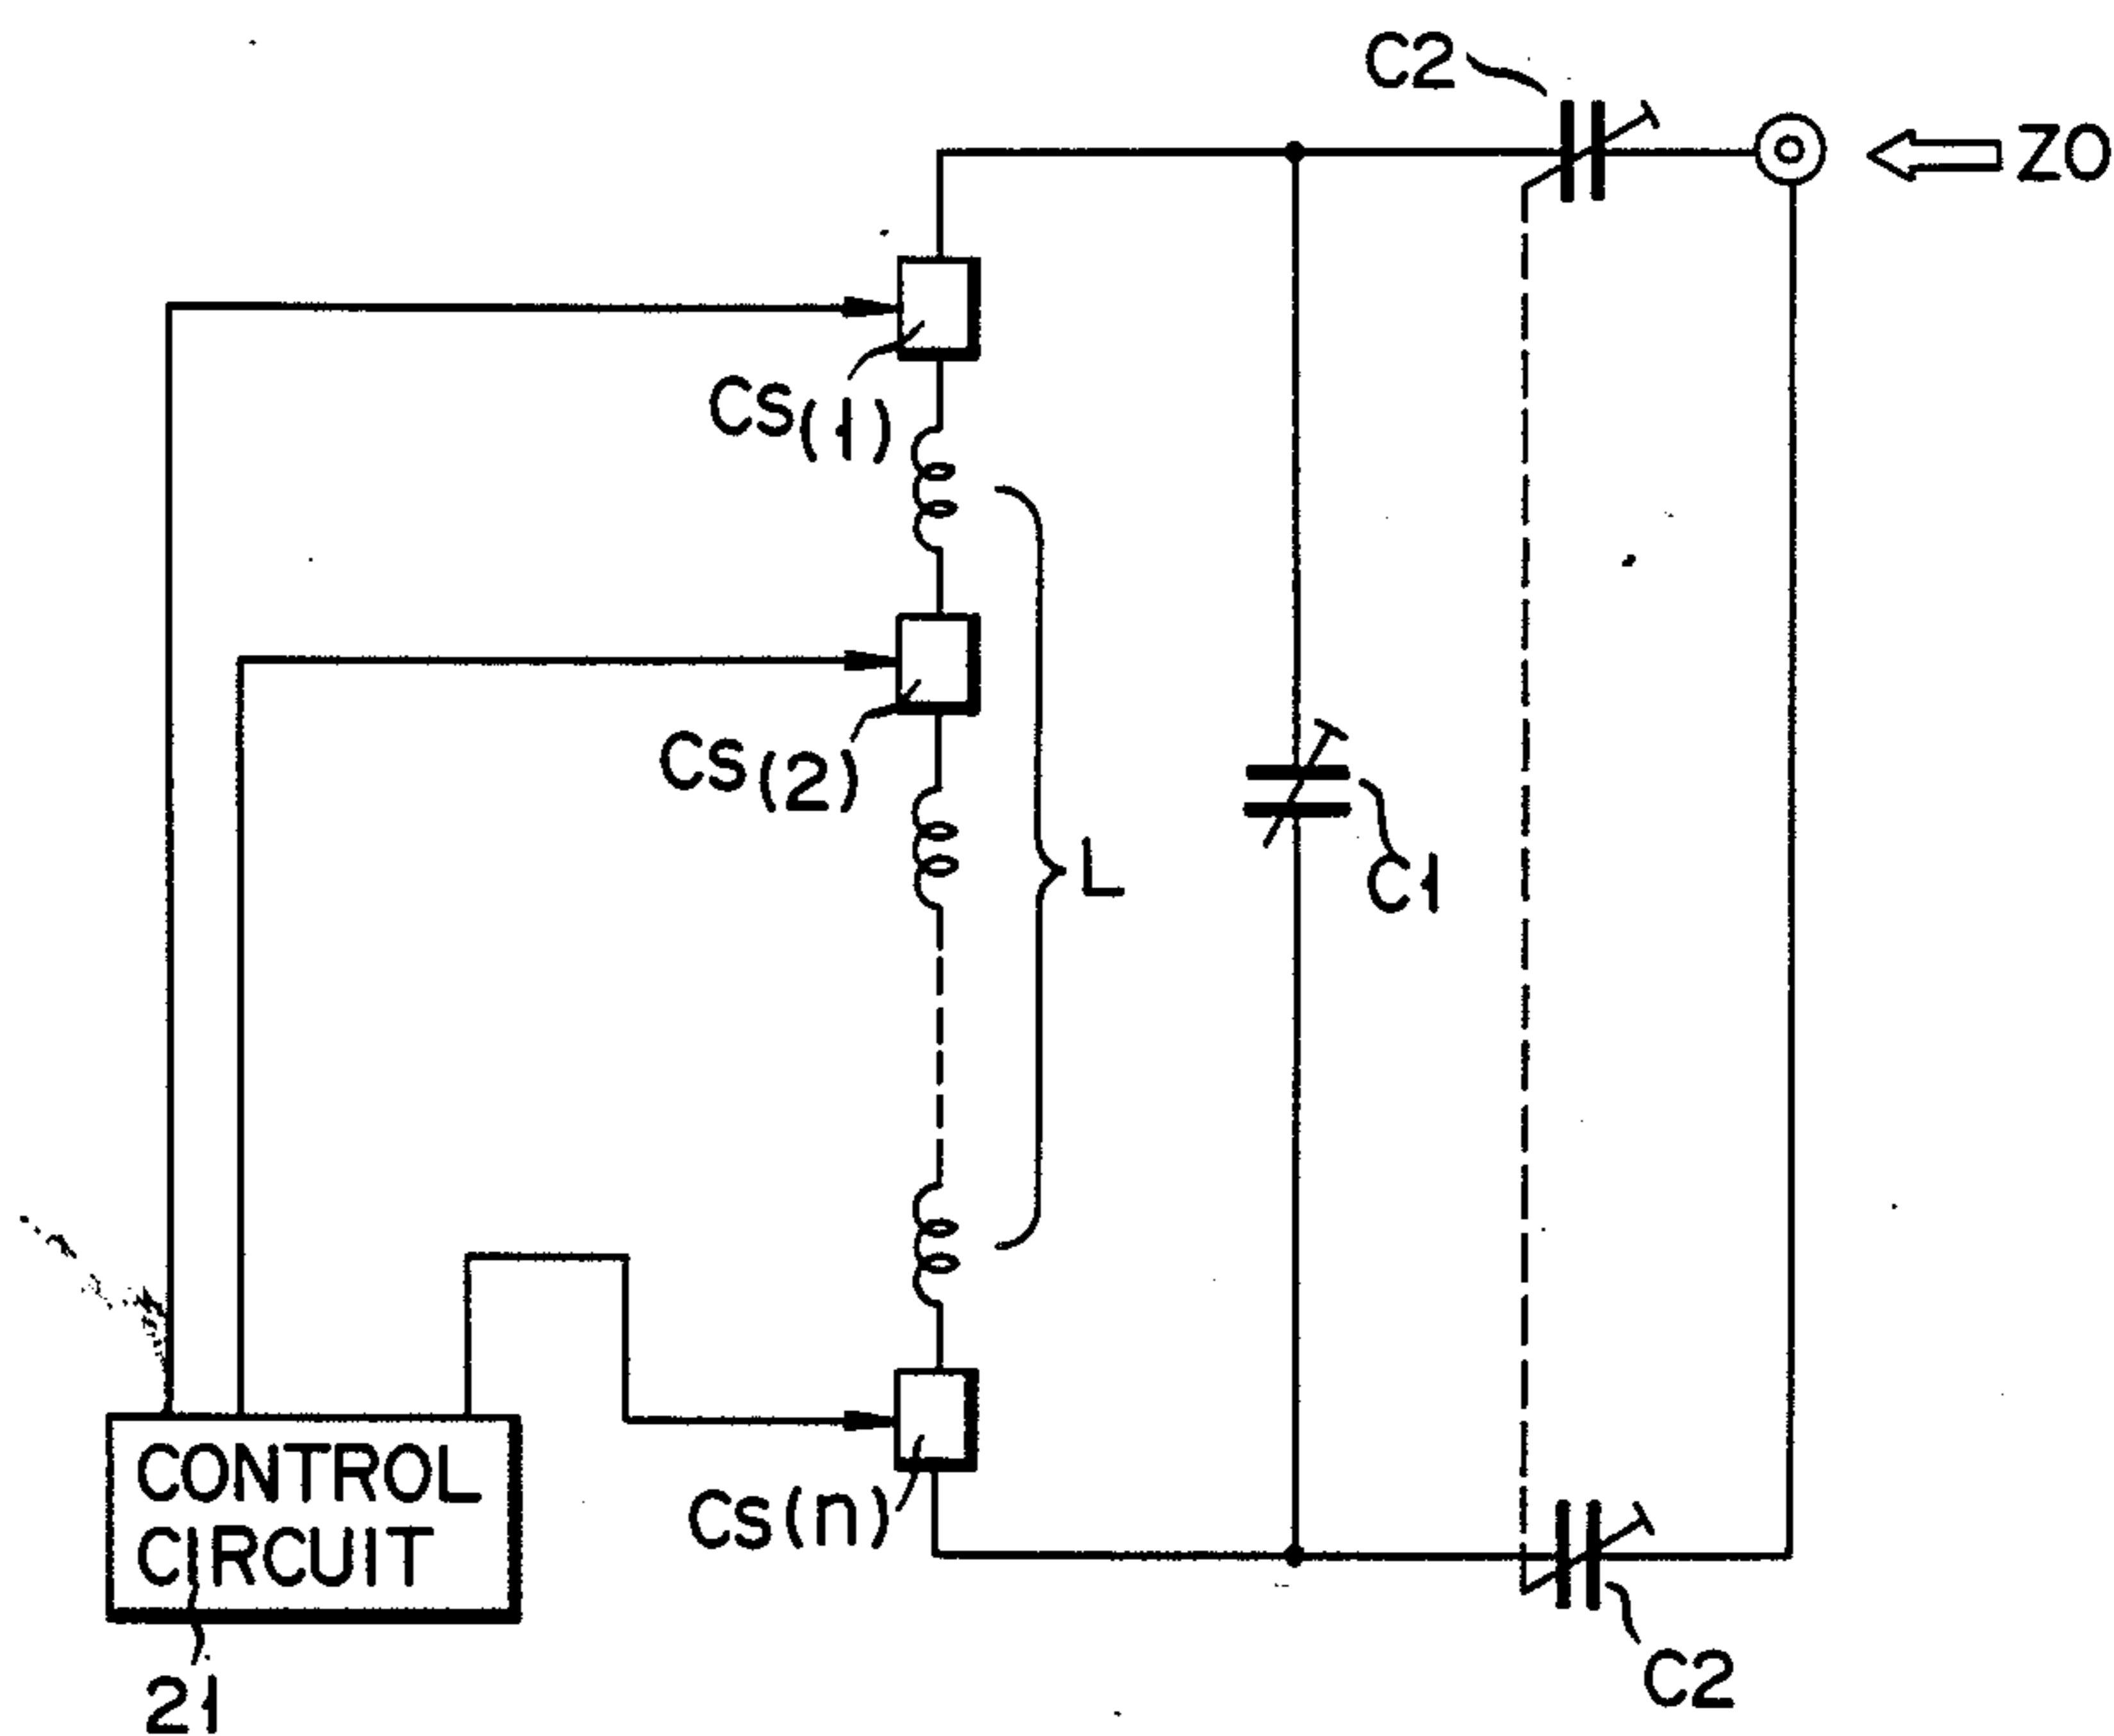 C2
ZO
CS(1)
CS(2)
L
C1
CONTROL
CIRCUIT
CS(n)
21
C2